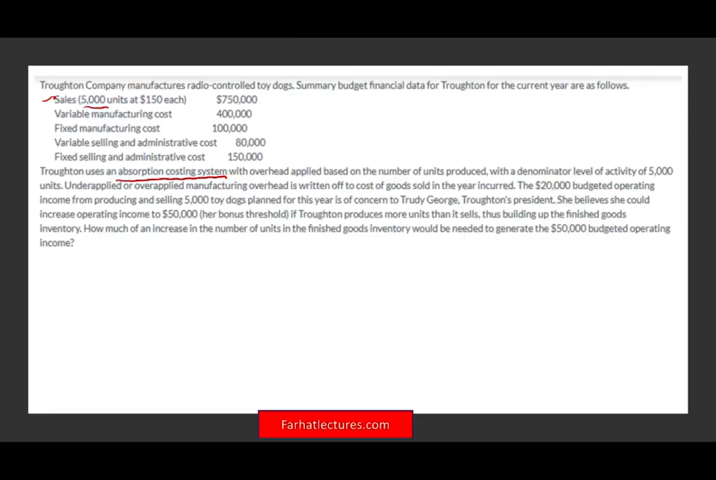 Troughton Company manufactures radio-controlled toy dogs. Summary budget financial data for Troughton for the current year are as follows.
Sales (5,000 units at $150 each) $750,000
Variable manufacturing cost 400,000
Fixed manufacturing cost 100,000
Variable selling and administrative cost 80,000
Fixed selling and administrative cost 150,000
Troughton uses an absorption costing system with overhead applied based on the number of units produced, with a denominator level of activity of 5,000
units. Underapplied or overapplied manufacturing overhead is written off to cost of goods sold in the year incurred. The $20,000 budgeted operating
income from producing and selling 5,000 toy dogs planned for this year is of concern to Trudy George, Troughton's president. She believes she could
increase operating income to $50,000 (her bonus threshold) if Troughton produces more units than it sells, thus building up the finished goods
inventory. How much of an increase in the number of units in the finished goods inventory would be needed to generate the $50,000 budgeted operating
income?
Farhatlectures.com